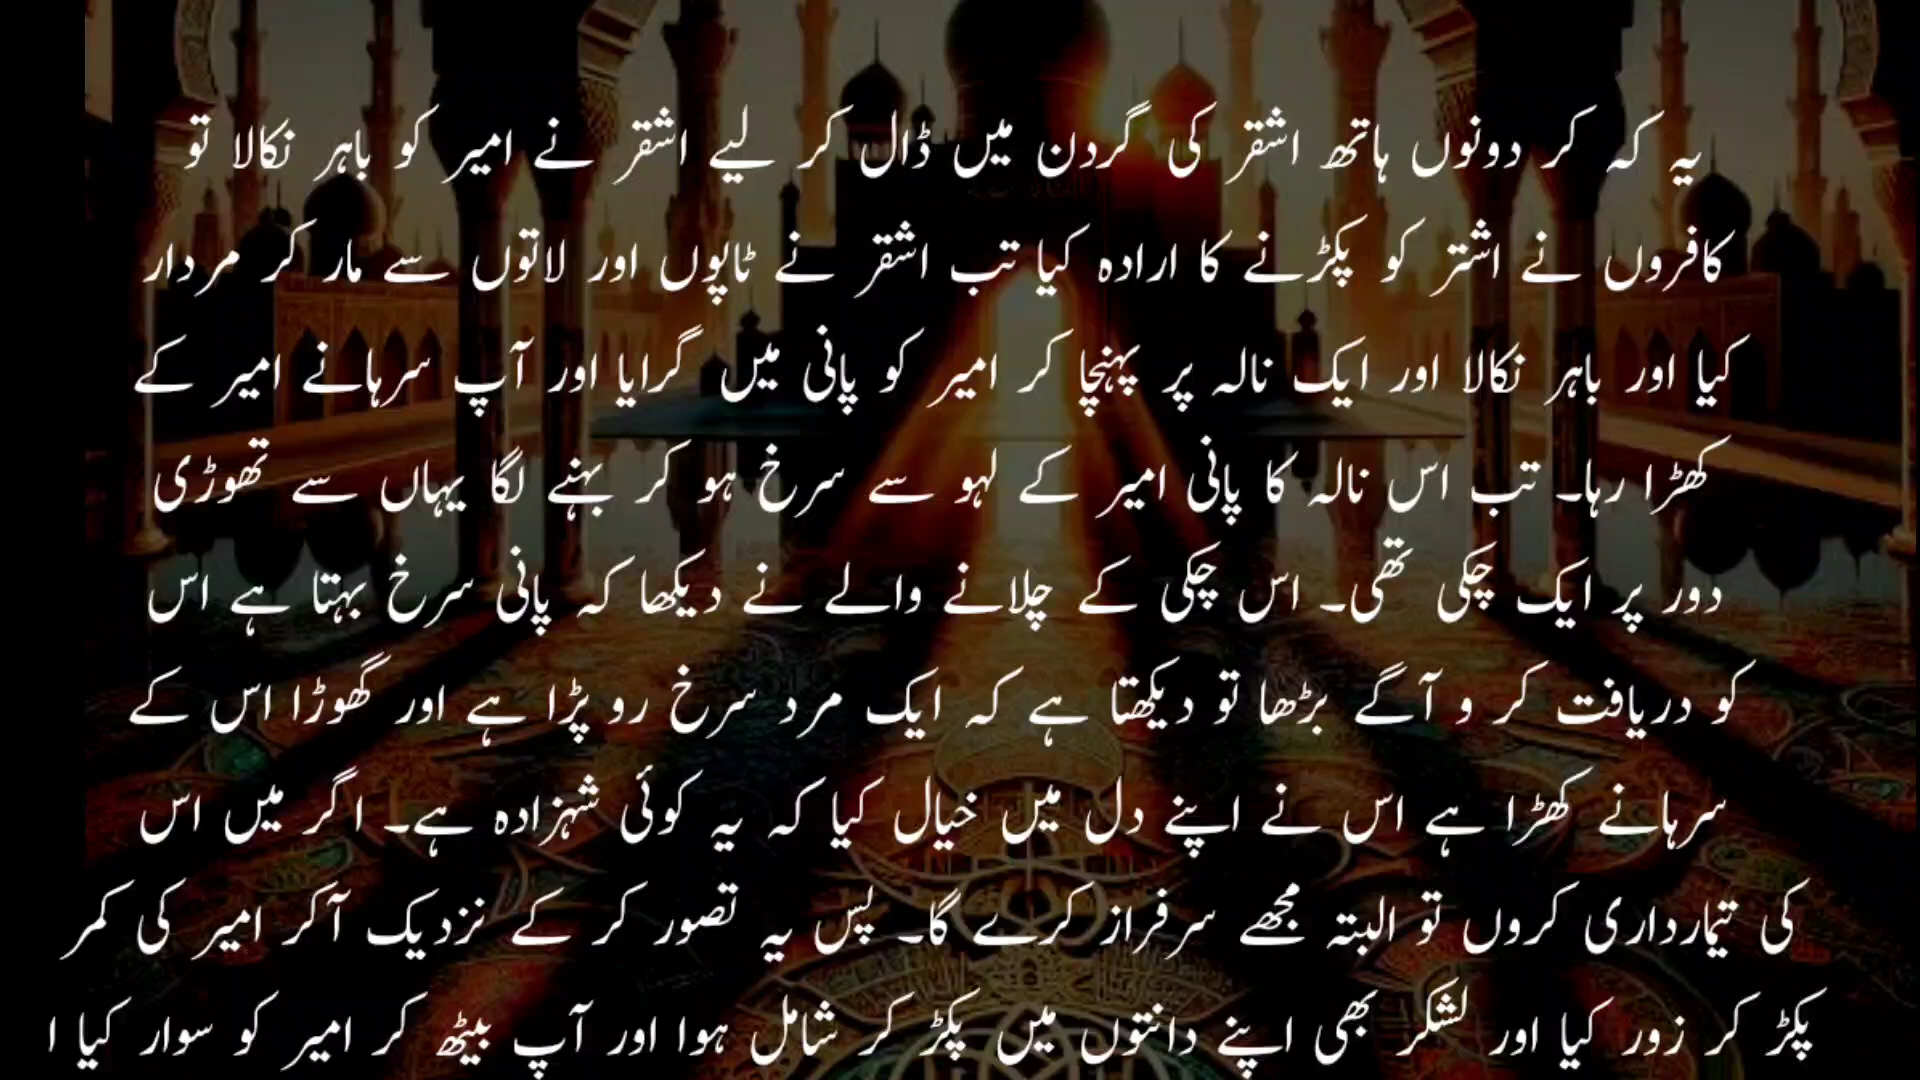 یہ کہ کر دونوں ہاتھ اشقر کی گردن میں ڈال کر لیے اشقر نے امیر کو باہر نکالا تو
کافروں نے اشتر کو پکڑنے کا ارادہ کیا تب اشقر نے ٹاپوں اور لاتوں سے مار کر مردار
کیا اور باہر نکالا اور ایک نالہ پر پہنچا کر امیر کو پانی میں گرایا اور آپ سرہانے امیر کے
کھڑا رہا۔ تب اس نالہ کا پانی امیر کے لہو سے سرخ ہو کر بہنے لگا یہاں سے تھوڑی
دور پر ایک چکی تھی۔ اس چکی کے چلانے والے نے دیکھا کہ پانی سرخ بہتا ہے اس
کو دریافت کر و آگے بڑھا تو دیکھتا ہے کہ ایک مرد سرخ رو پڑا ہے اور گھوڑا اس کے
سرہانے کھڑا ہے اس نے اپنے دل میں خیال کیا کہ یہ کوئی شہزادہ ہے۔ اگر میں اس
کی تیمارداری کروں تو البتہ مجھے سرفراز کرے گا۔ پس یہ تصور کر کے نزدیک آکر امیر کی کمر
پکڑ کر زور کیا اور لشکر بھی اپنے دانتوں میں پکڑ کر شامل ہوا اور آپ بیٹھ کر امیر کو سوار کیا ا